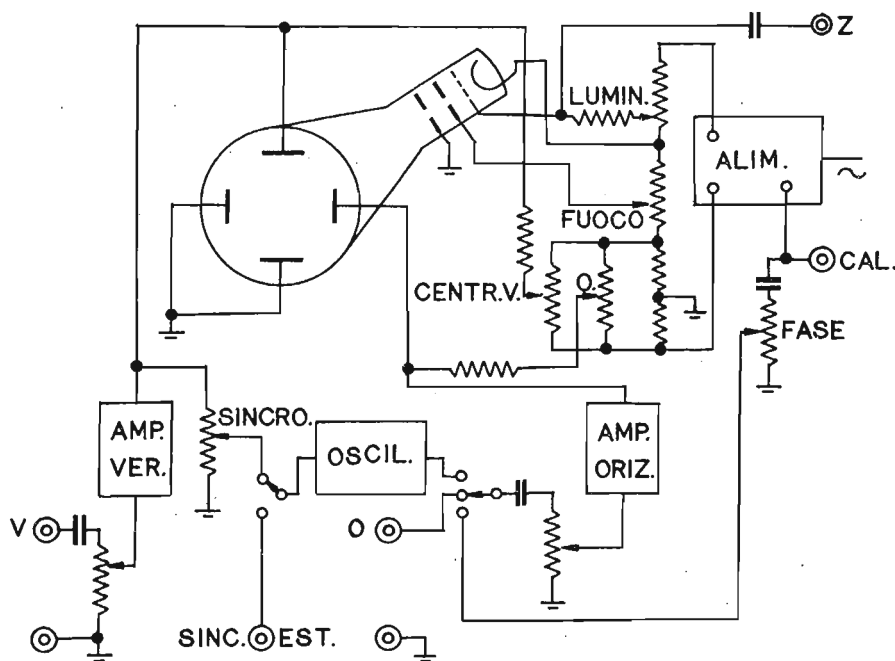 Z
LUMIN.
ALIM.
FUOCO
CAL.
CENTR.V.
O.
FASE
SINCRO.
AMP.
VER.
OSCIL.
AMP.
ORIZ.
V
O
SINC.
EST.